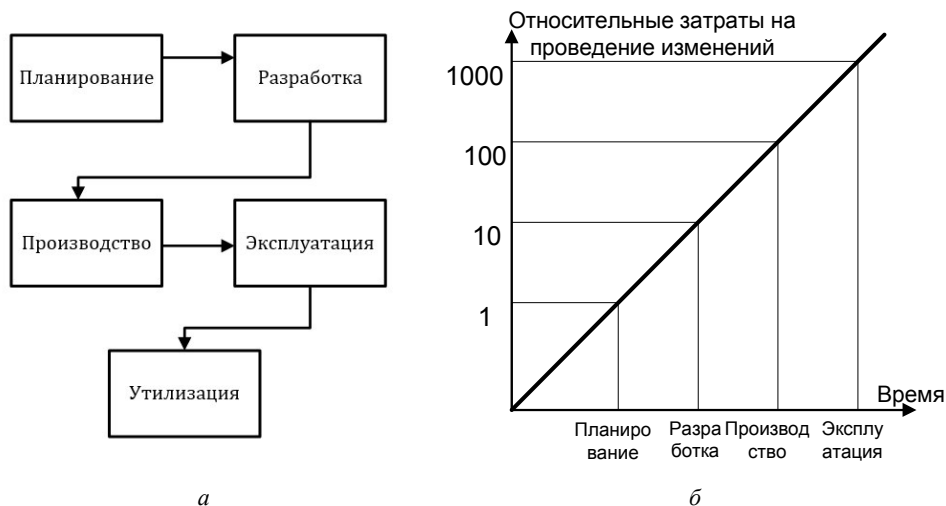 Планирование
Разработка
Производство
Эксплуатация
Утилизация
а
Относительные затраты на
проведение изменений
1000
100
10
1
Время
Планиро
вание
Разра
ботка
Производ
ство
Эксплу
атация
б